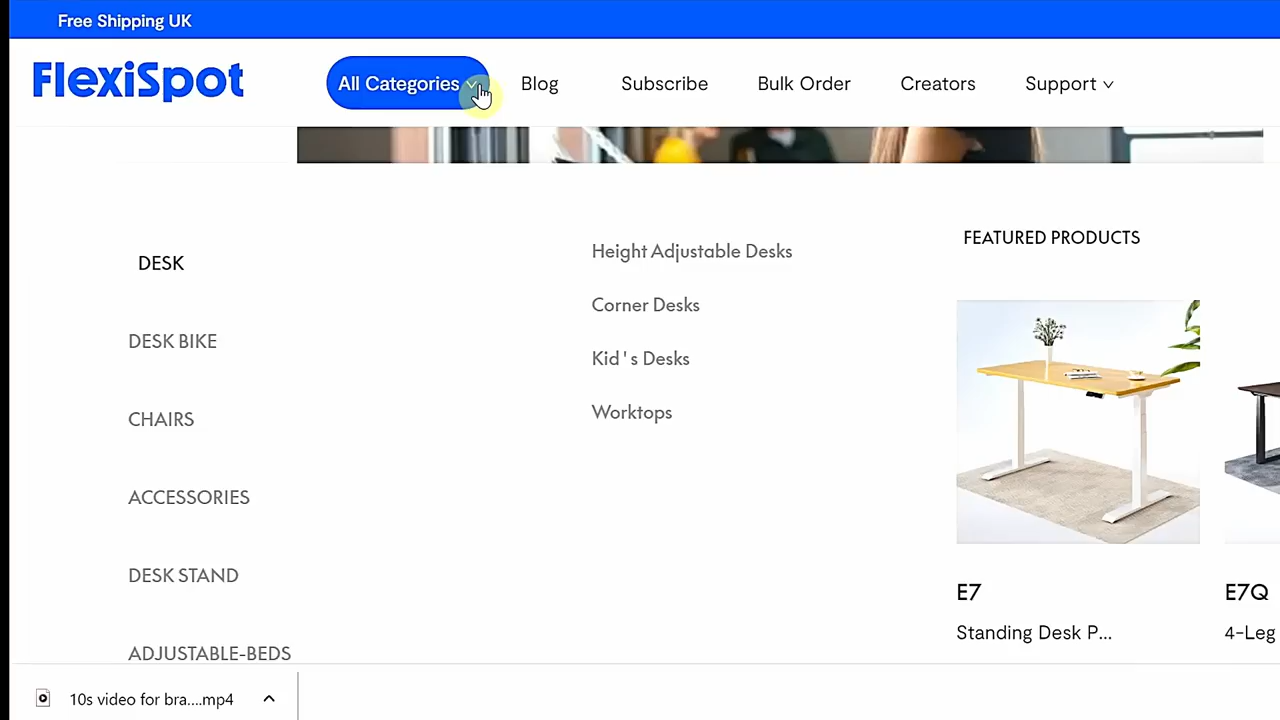 Free Shipping UK
FlexiSpot
All Categories
Blog
Subscribe
Bulk Order
Creators
Support
DESK
DESK BIKE
CHAIRS
ACCESSORIES
DESK STAND
ADJUSTABLE-BEDS
Height Adjustable Desks
Corner Desks
Kid ' s Desks
Worktops
FEATURED PRODUCTS
E7
Standing Desk P...
E7Q
4-Leg
10s video for bra....mp4